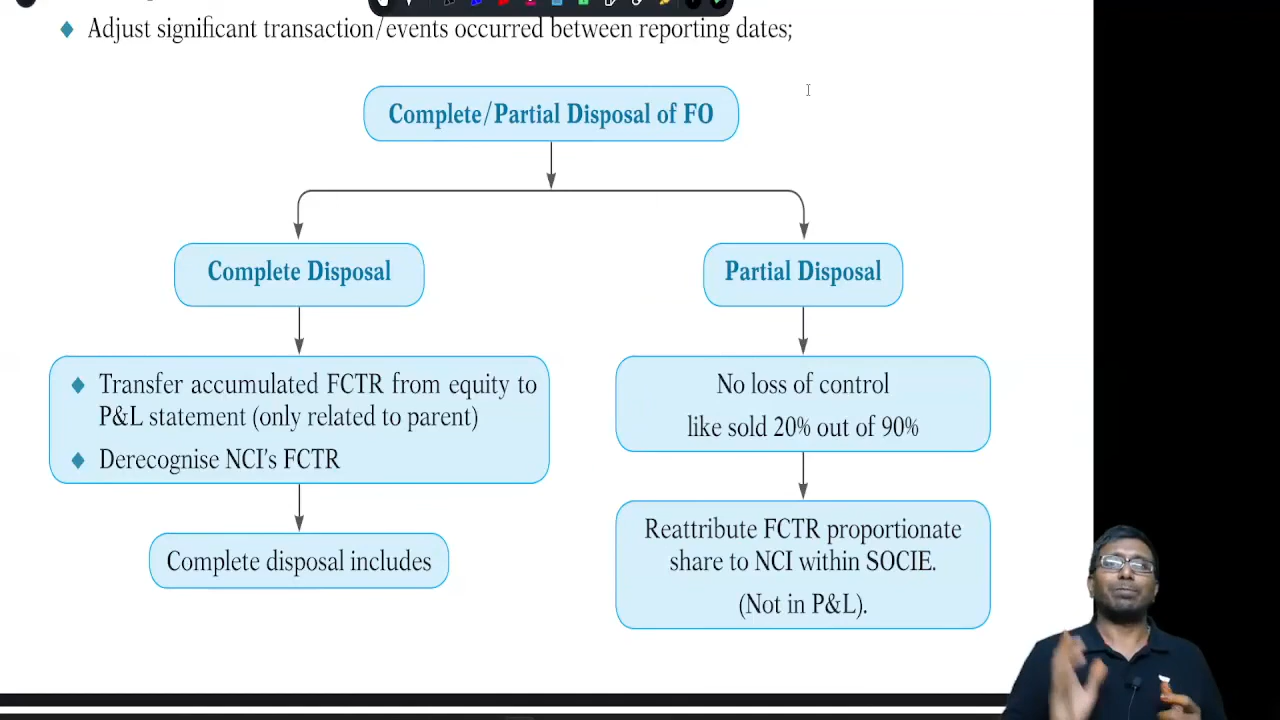 Adjust significant transaction/events occurred between reporting dates;
Complete/Partial Disposal of FO
Complete Disposal
Partial Disposal
Transfer accumulated FCTR from equity to
P&L statement (only related to parent)
Derecognise NCI's FCTR
Complete disposal includes
No loss of control
like sold 20% out of 90%
Reattribute FCTR proportionate
share to NCI within SOCIE.
(Not in P&L).